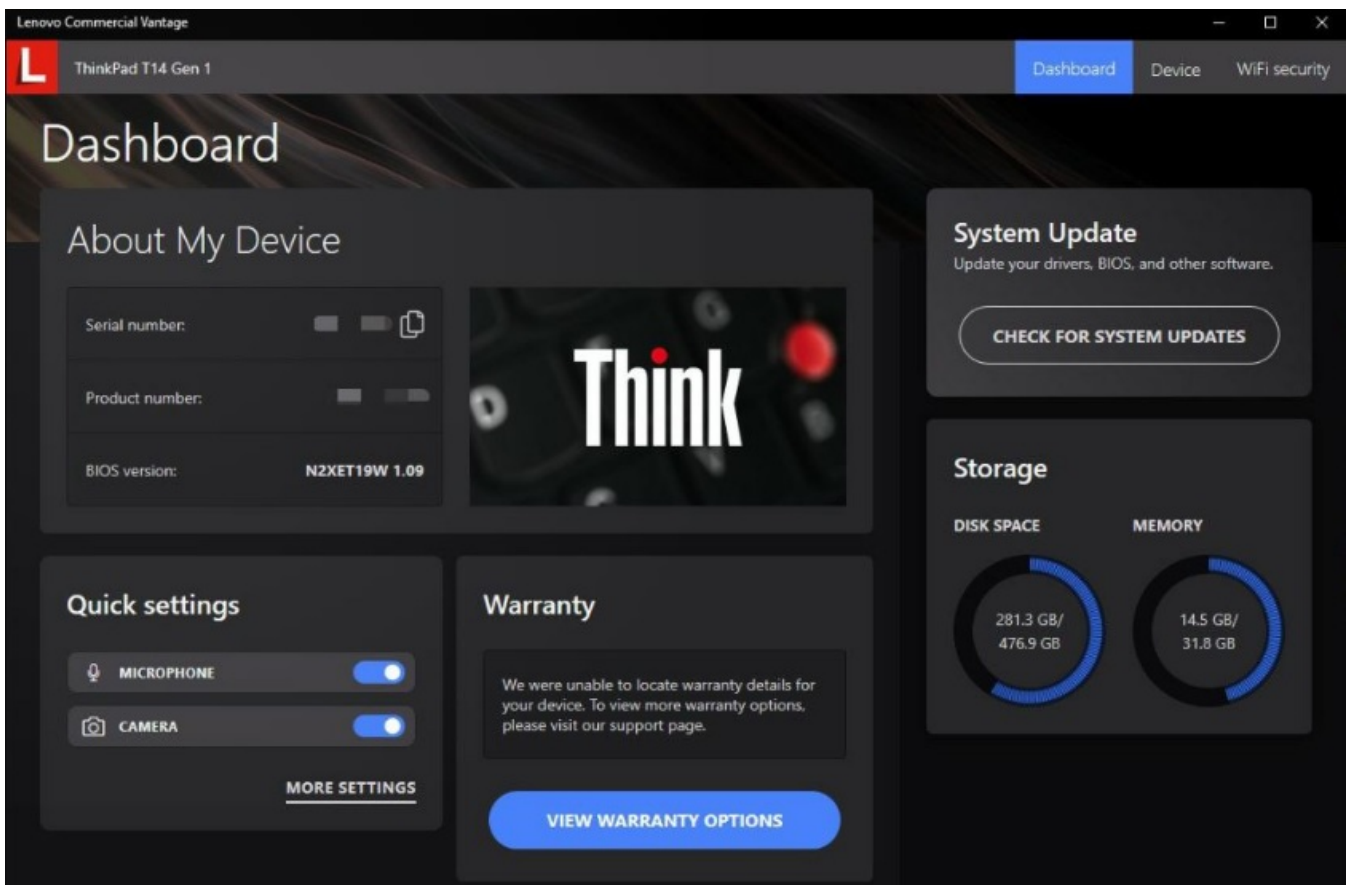 Lenovo Commercial Vantage
L
ThinkPad T14 Gen 1
Dashboard
Device
WiFi security
Dashboard
About My Device
Serial number:
Product number:
BIOS version:
N2XET19W 1.09
Think
System Update
Update your drivers, BIOS, and other software.
CHECK FOR SYSTEM UPDATES
Storage
DISK SPACE
281.3 GB/
476.9 GB
MEMORY
14.5 GB/
31.8 GB
Quick settings
MICROPHONE
CAMERA
MORE SETTINGS
Warranty
We were unable to locate warranty details for
your device. To view more warranty options,
please visit our support page.
VIEW WARRANTY OPTIONS